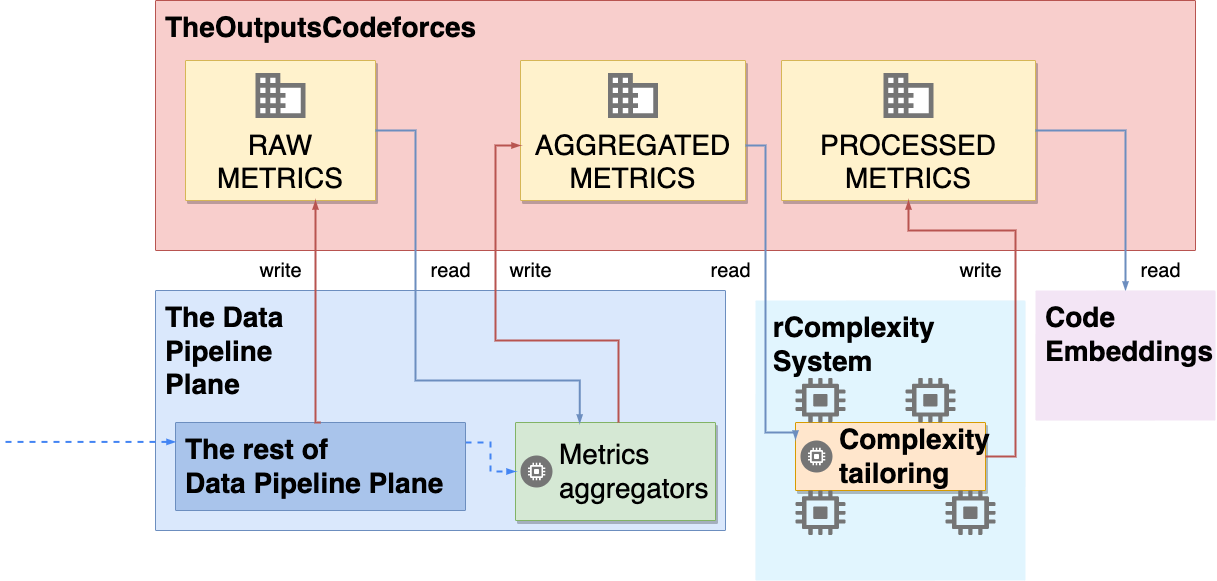 TheOutputsCodeforces
RAW
METRICS
AGGREGATED
METRICS
PROCESSED
METRICS
write
read
write
read
write
read
The Data
Pipeline
Plane
The rest of
Data Pipeline Plane
Metrics
aggregators
rComplexity
System
Complexity
tailoring
Code
Embeddings